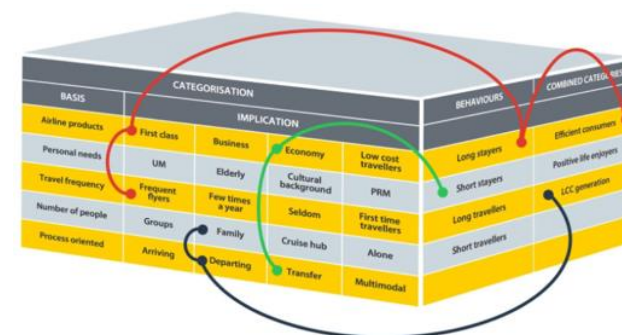 CATEGORISATION
BASIS
IMPLICATION
Airline products
First class
Business
Economy
Low cost
travellers
Personal needs
UM
Elderly
Cultural
background
PRM
Travel frequency
Frequent
flyers
Few times
a year
Seldom
First time
travellers
Number of people
Groups
Family
Cruise hub
Alone
Process oriented
Arriving
Departing
Transfer
Multimodal
BEHAVIOURS
COMBINED CATEGORIES
Long stayers
Efficient consumers
Short stayers
Positive life enjoyers
Long travellers
LCC generation
Short travellers